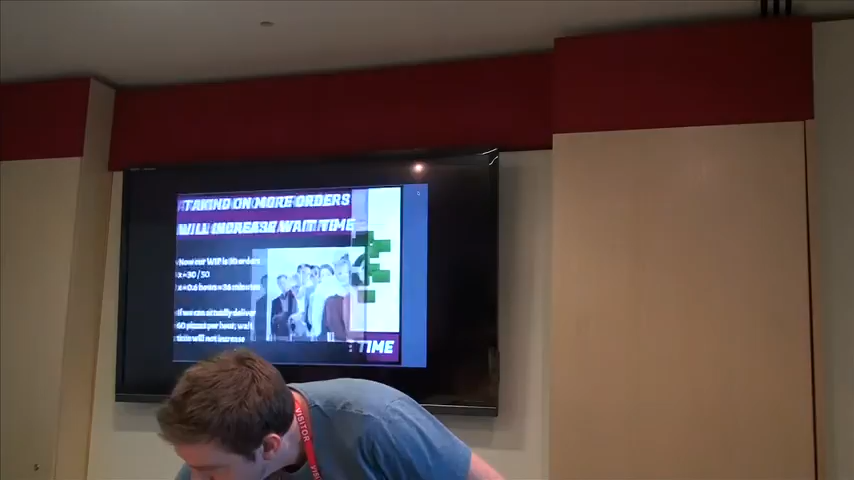 TAKING ON MORE ORDERS
WILL INCREASE WAIT TIME
Now our WIP is 30 orders
x = 30 / 50
x = 0.6 hours = 36 minutes
If we can actually deliver
60 pizzas per hour, wait
time will not increase
TIME
VISITOR